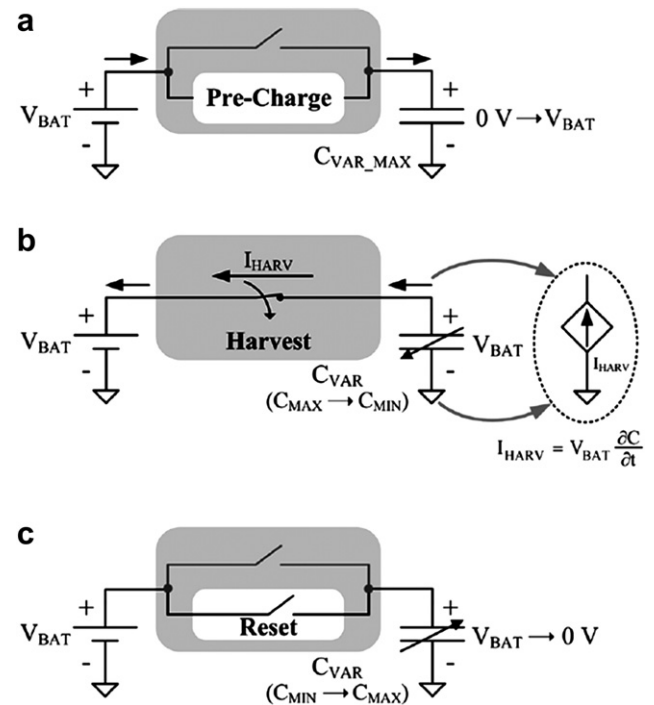 a
+
+
V_BAT
Pre-Charge
0 V → V_BAT
-
-
C_VAR_MAX
b
I_HARV
+
+
V_BAT
Harvest
V_BAT
I_HARV
-
-
C_VAR
(C_MAX → C_MIN)
I_HARV = V_BAT ∂C/∂t
c
+
+
V_BAT
Reset
V_BAT → 0 V
-
-
C_VAR
(C_MIN → C_MAX)